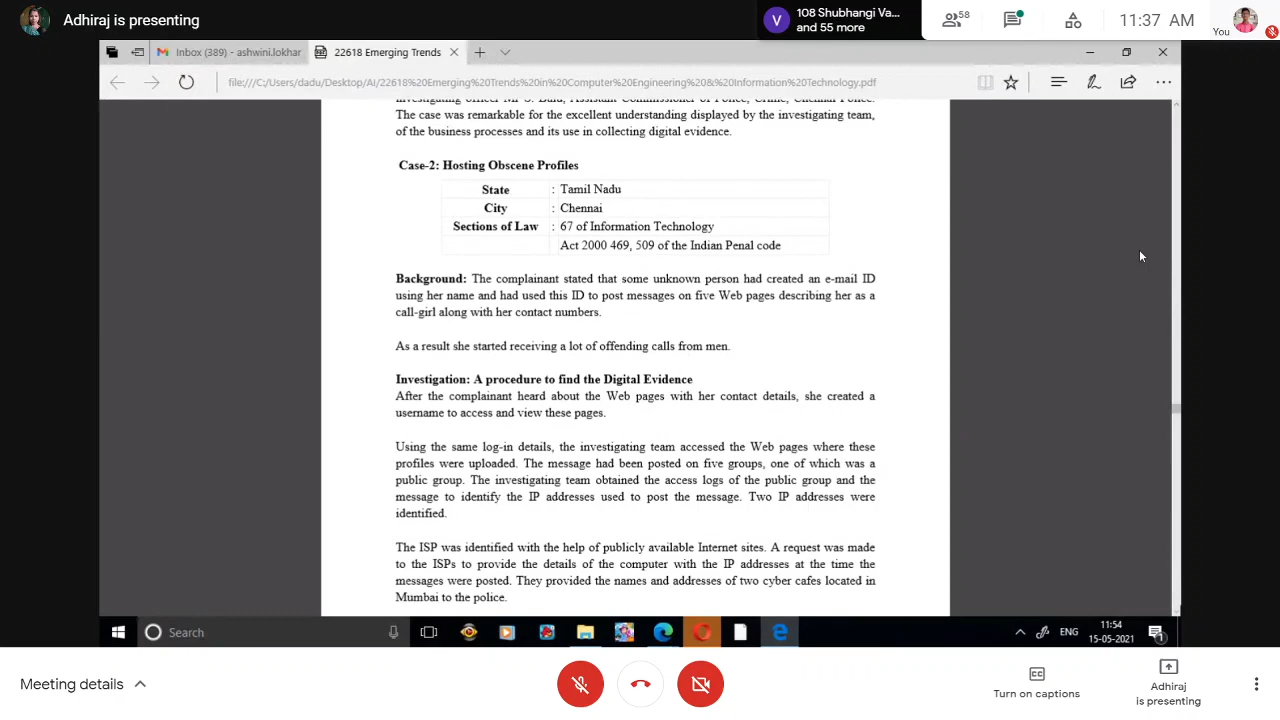 Adhiraj is presenting
V
108 Shubhangi Va...
and 55 more
58
11:37 AM
You
Inbox (389) - ashwini.lokhar
22618 Emerging Trends
file:///C:/Users/dadu/Desktop/AI/22618%20Emerging%20Trends%20in%20Computer%20Engineering%20&%20Information%20Technology.pdf
investigating officer Mr S. Balu, Assistant Commissioner of Police, Crime, Chennai Police.
The case was remarkable for the excellent understanding displayed by the investigating team,
of the business processes and its use in collecting digital evidence.
Case-2: Hosting Obscene Profiles
State : Tamil Nadu
City : Chennai
Sections of Law : 67 of Information Technology
Act 2000 469, 509 of the Indian Penal code
Background: The complainant stated that some unknown person had created an e-mail ID
using her name and had used this ID to post messages on five Web pages describing her as a
call-girl along with her contact numbers.
As a result she started receiving a lot of offending calls from men.
Investigation: A procedure to find the Digital Evidence
After the complainant heard about the Web pages with her contact details, she created a
username to access and view these pages.
Using the same log-in details, the investigating team accessed the Web pages where these
profiles were uploaded. The message had been posted on five groups, one of which was a
public group. The investigating team obtained the access logs of the public group and the
message to identify the IP addresses used to post the message. Two IP addresses were
identified.
The ISP was identified with the help of publicly available Internet sites. A request was made
to the ISPs to provide the details of the computer with the IP addresses at the time the
messages were posted. They provided the names and addresses of two cyber cafes located in
Mumbai to the police.
Search
ENG
11:54
15-05-2021
1
Meeting details
CC
Turn on captions
Adhiraj
is presenting